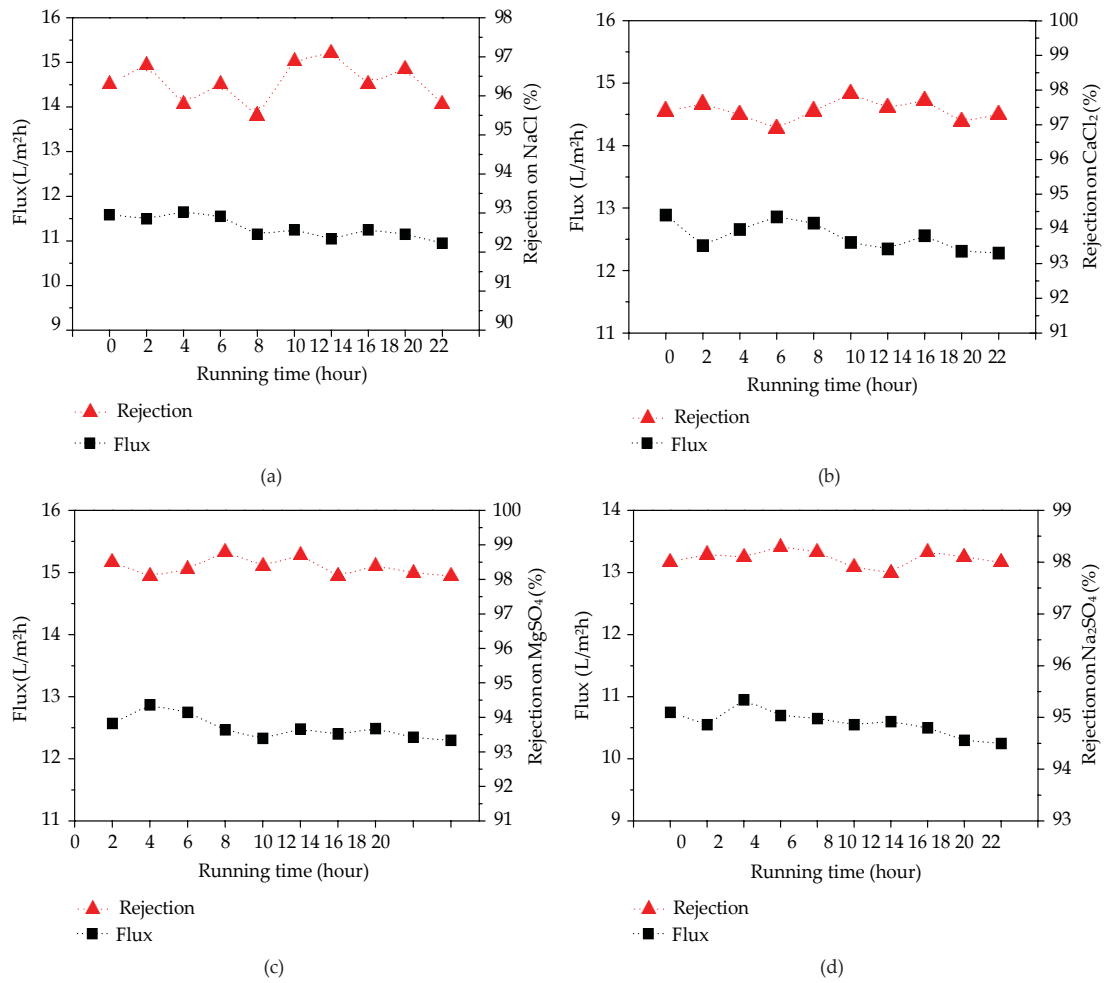 16
15
14
13
12
11
10
9
Flux(L/m²h)
98
97
96
95
94
93
92
91
90
Rejection on NaCl (%)
0 2 4 6 8 10 12 14 16 18 20 22
Running time (hour)
Rejection
Flux
(a)
16
15
14
13
12
11
Flux (L/m²h)
100
99
98
97
96
95
94
93
92
91
Rejection on CaCl₂ (%)
0 2 4 6 8 10 12 14 16 18 20 22
Running time (hour)
Rejection
Flux
(b)
16
15
14
13
12
11
Flux(L/m²h)
100
99
98
97
96
95
94
93
92
91
Rejection on MgSO₄ (%)
0 2 4 6 8 10 12 14 16 18 20
Running time (hour)
Rejection
Flux
(c)
14
13
12
11
10
9
Flux (L/m²h)
99
98
97
96
95
94
93
Rejection on Na₂SO₄ (%)
0 2 4 6 8 10 12 14 16 18 20 22
Running time (hour)
Rejection
Flux
(d)